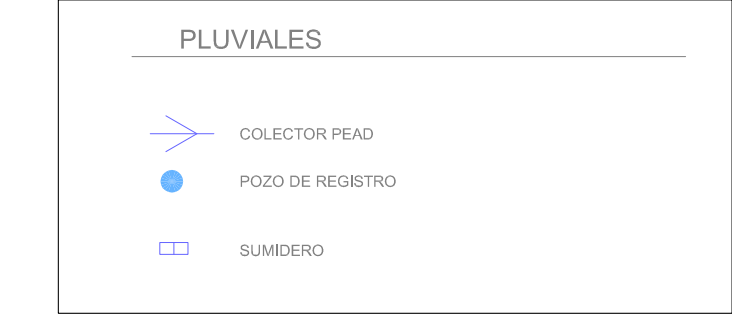 PLUVIALES
COLECTOR PEAD
POZO DE REGISTRO
SUMIDERO